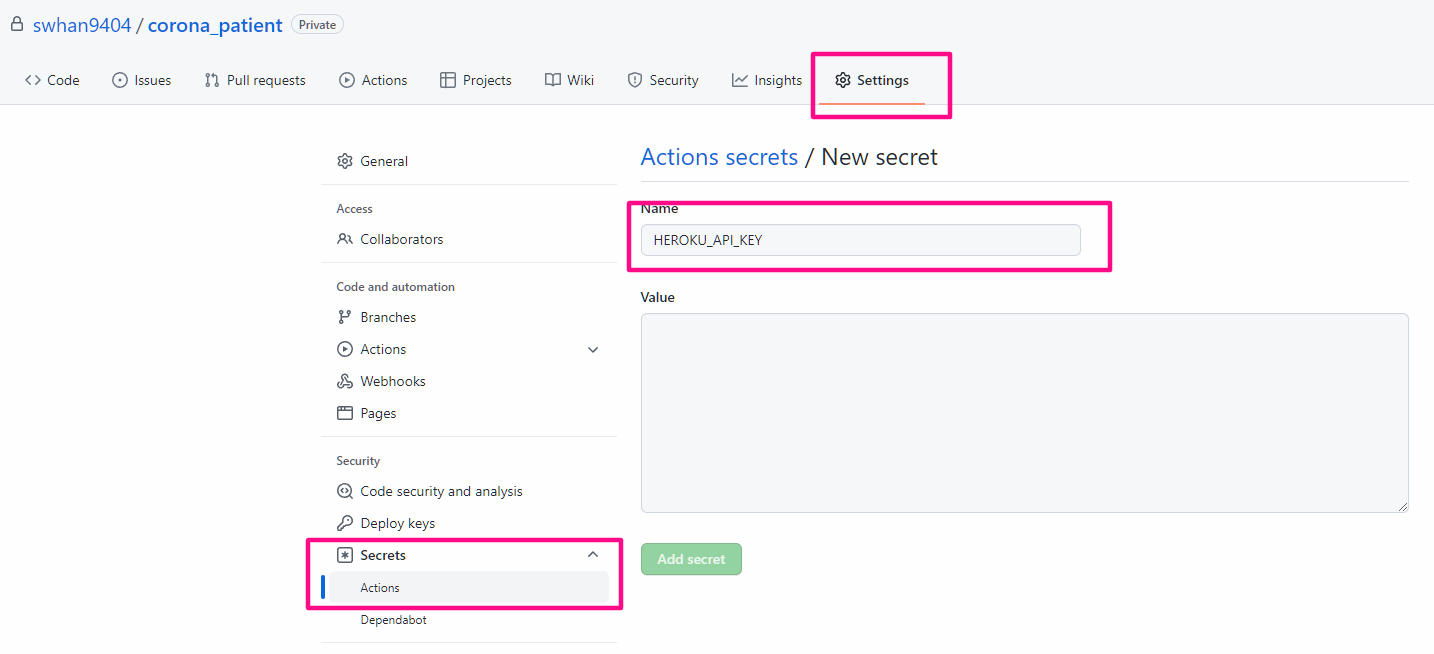 swhan9404 / corona_patient Private
Code Issues Pull requests Actions Projects Wiki Security Insights Settings
General
Access
Collaborators
Code and automation
Branches
Actions
Webhooks
Pages
Security
Code security and analysis
Deploy keys
Secrets
Actions
Dependabot
Actions secrets / New secret
Name
HEROKU_API_KEY
Value
Add secret